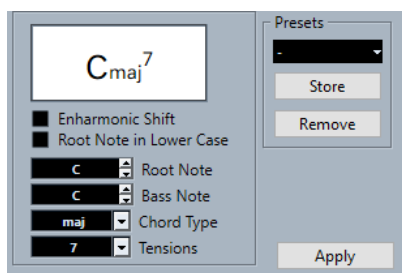 Cmaj7
Enharmonic Shift
Root Note in Lower Case
C Root Note
C Bass Note
maj Chord Type
7 Tensions
Presets
-
Store
Remove
Apply